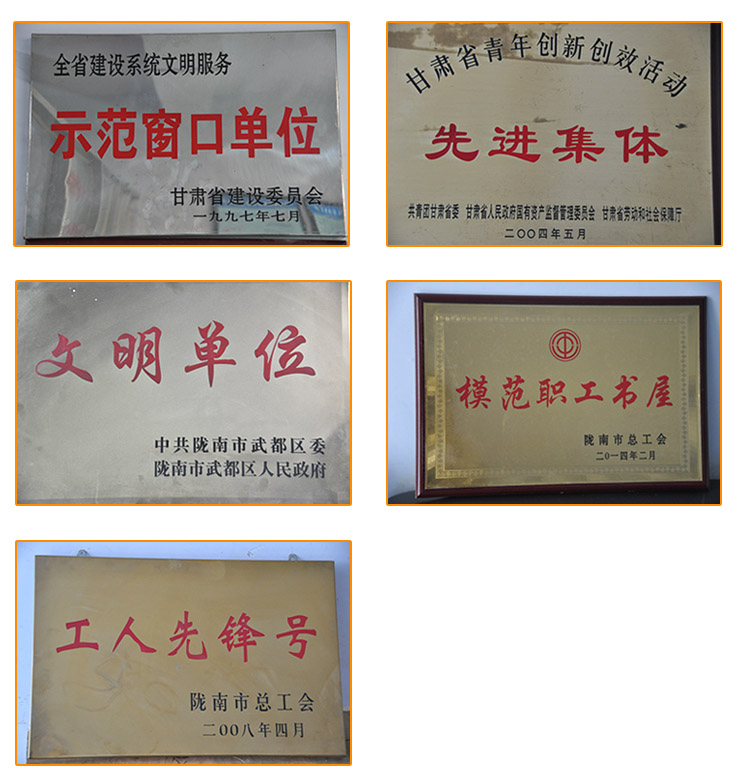 全省建设系统文明服务
示范窗口单位
甘肃省建设委员会
一九九七年七月
甘肃省青年创新创效活动
先进集体
共青团甘肃省委 甘肃省人民政府国有资产监督管理委员会 甘肃省劳动和社会保障厅
二〇〇四年五月
文明单位
中共陇南市武都区委
陇南市武都区人民政府
模范职工书屋
陇南市总工会
二0一四年二月
工人先锋号
陇南市总工会
二00八年四月